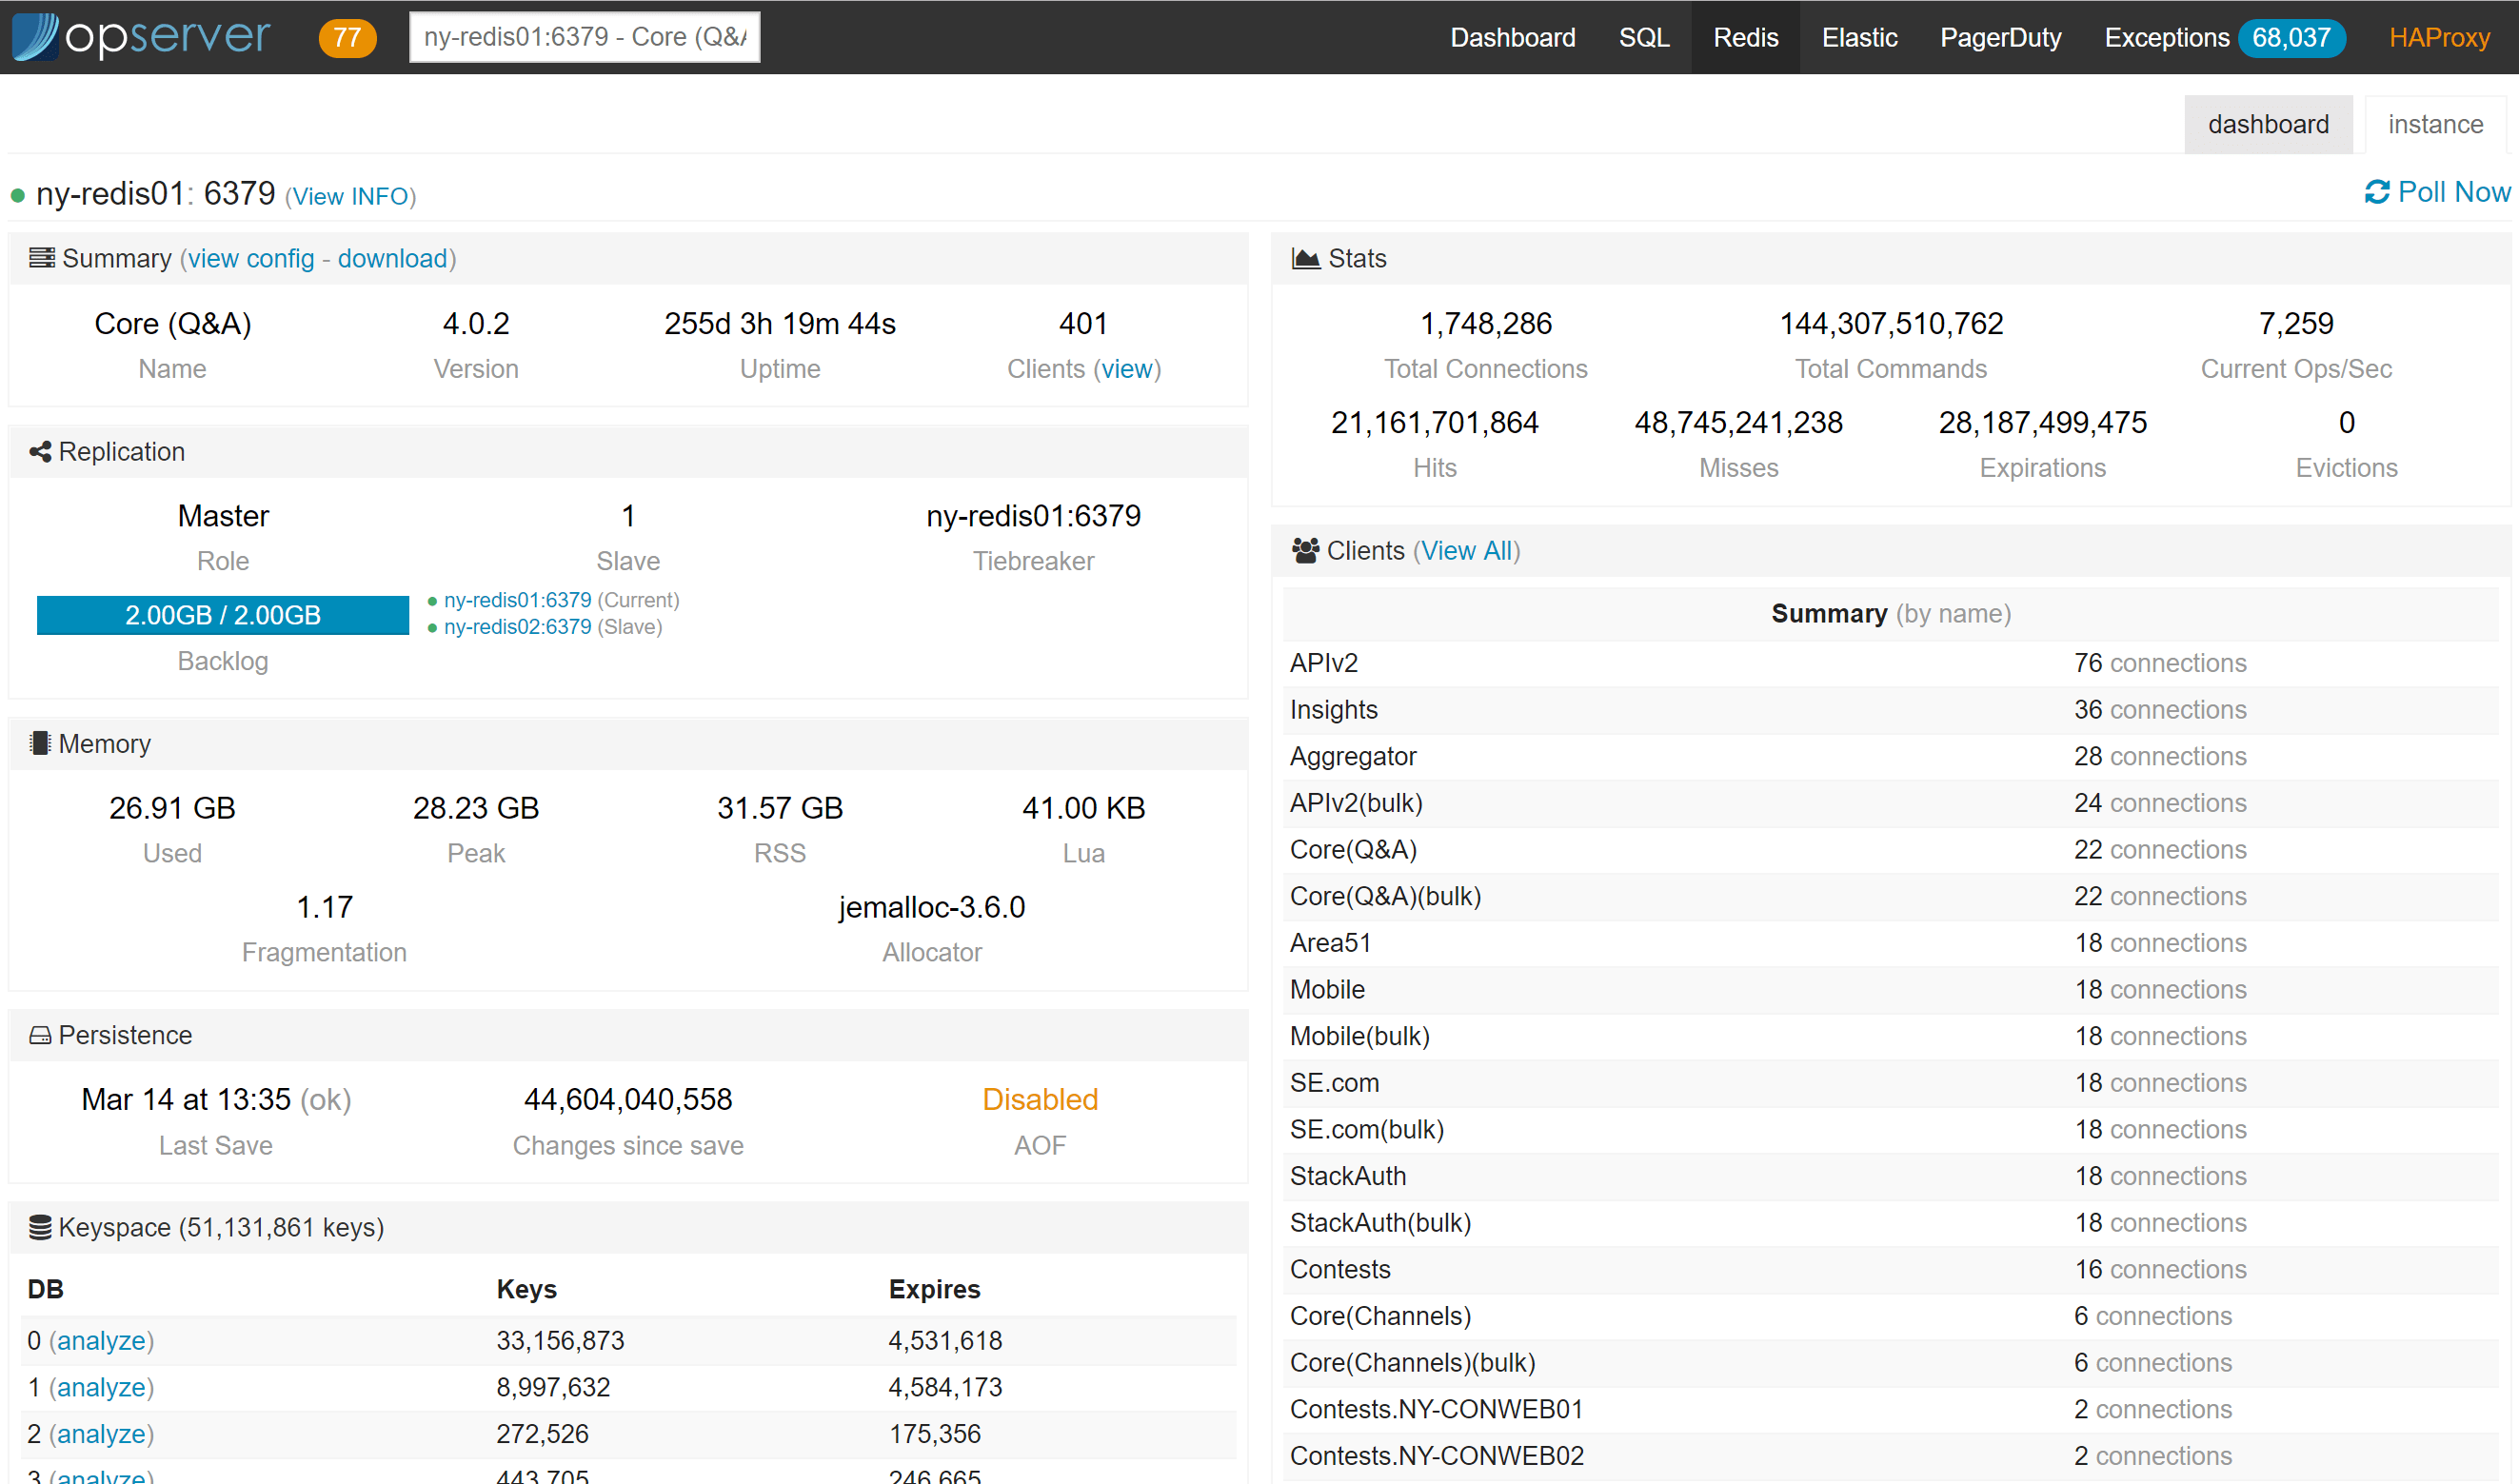 opserver 77 ny-redis01:6379 - Core (Q& Dashboard SQL Redis Elastic PagerDuty Exceptions 68,037 HAProxy
dashboard instance
ny-redis01: 6379 (View INFO) Poll Now
Summary (view config - download)
Core (Q&A) 4.0.2 255d 3h 19m 44s 401
Name Version Uptime Clients (view)
Replication
Master 1 ny-redis01:6379
Role Slave Tiebreaker
2.00GB / 2.00GB
Backlog
ny-redis01:6379 (Current)
ny-redis02:6379 (Slave)
Memory
26.91 GB 28.23 GB 31.57 GB 41.00 KB
Used Peak RSS Lua
1.17 jemalloc-3.6.0
Fragmentation Allocator
Persistence
Mar 14 at 13:35 (ok) 44,604,040,558 Disabled
Last Save Changes since save AOF
Keyspace (51,131,861 keys)
DB Keys Expires
0 (analyze) 33,156,873 4,531,618
1 (analyze) 8,997,632 4,584,173
2 (analyze) 272,526 175,356
3 (analyze) 443,705 246,665
Stats
1,748,286 144,307,510,762 7,259
Total Connections Total Commands Current Ops/Sec
21,161,701,864 48,745,241,238 28,187,499,475 0
Hits Misses Expirations Evictions
Clients (View All)
Summary (by name)
APIv2 76 connections
Insights 36 connections
Aggregator 28 connections
APIv2(bulk) 24 connections
Core(Q&A) 22 connections
Core(Q&A)(bulk) 22 connections
Area51 18 connections
Mobile 18 connections
Mobile(bulk) 18 connections
SE.com 18 connections
SE.com(bulk) 18 connections
StackAuth 18 connections
StackAuth(bulk) 18 connections
Contests 16 connections
Core(Channels) 6 connections
Core(Channels)(bulk) 6 connections
Contests.NY-CONWEB01 2 connections
Contests.NY-CONWEB02 2 connections